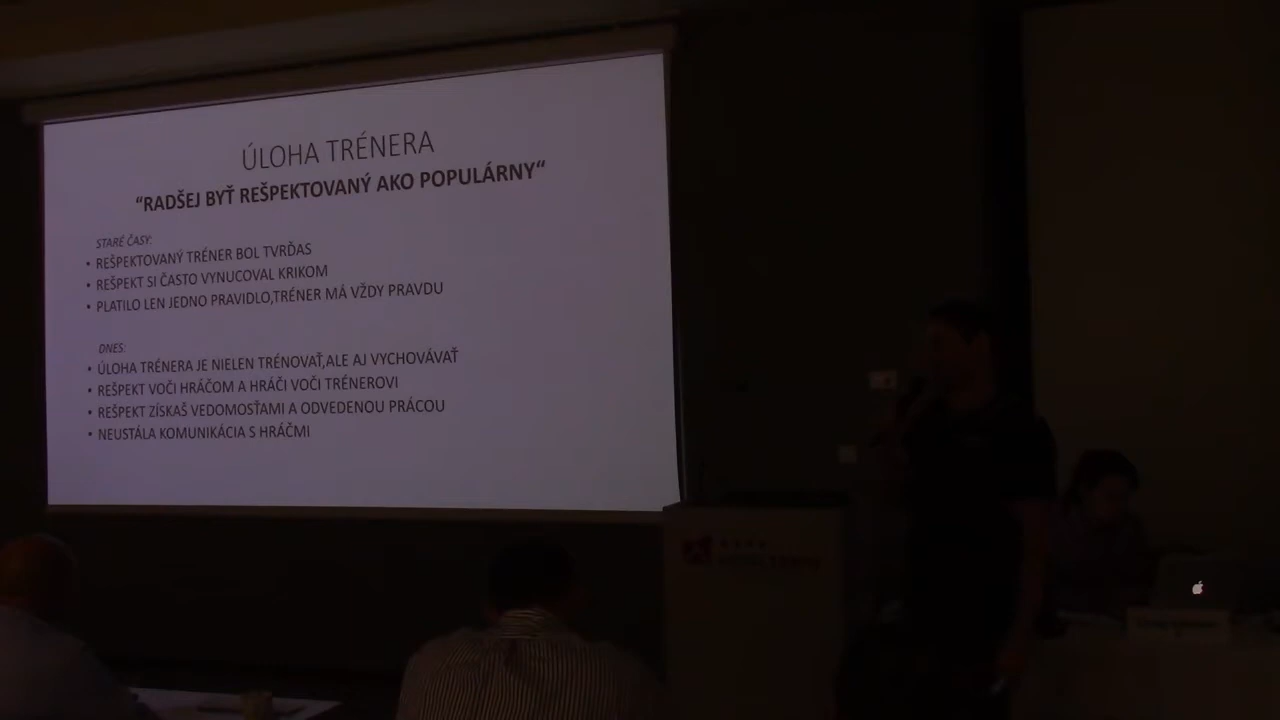 ÚLOHA TRÉNERA
“RADŠEJ BYŤ REŠPEKTOVANÝ AKO POPULÁRNY“
STARÉ ČASY:
• REŠPEKTOVANÝ TRÉNER BOL TVRĎAS
• REŠPEKT SI ČASTO VYNUCOVAL KRIKOM
• PLATILO LEN JEDNO PRAVIDLO,TRÉNER MÁ VŽDY PRAVDU
DNES:
• ÚLOHA TRÉNERA JE NIELEN TRÉNOVAŤ,ALE AJ VYCHOVÁVAŤ
• REŠPEKT VOČI HRÁČOM A HRÁČI VOČI TRÉNEROVI
• REŠPEKT ZÍSKAŠ VEDOMOSŤAMI A ODVEDENOU PRÁCOU
• NEUSTÁLA KOMUNIKÁCIA S HRÁČMI